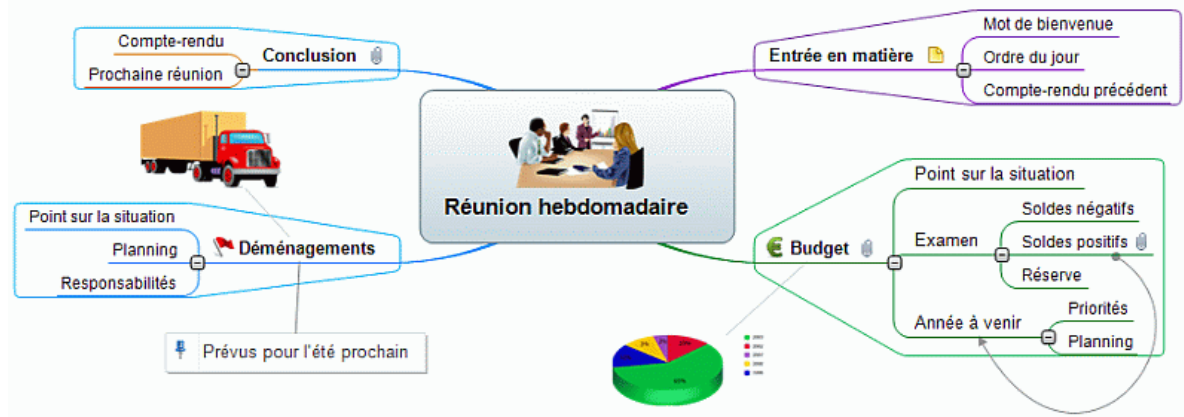 Réunion hebdomadaire
Entrée en matière
Mot de bienvenue
Ordre du jour
Compte-rendu précédent
Budget
Point sur la situation
Examen
Soldes négatifs
Soldes positifs
Réserve
Année à venir
Priorités
Planning
Déménagements
Point sur la situation
Planning
Responsabilités
Prévus pour l'été prochain
Conclusion
Compte-rendu
Prochaine réunion